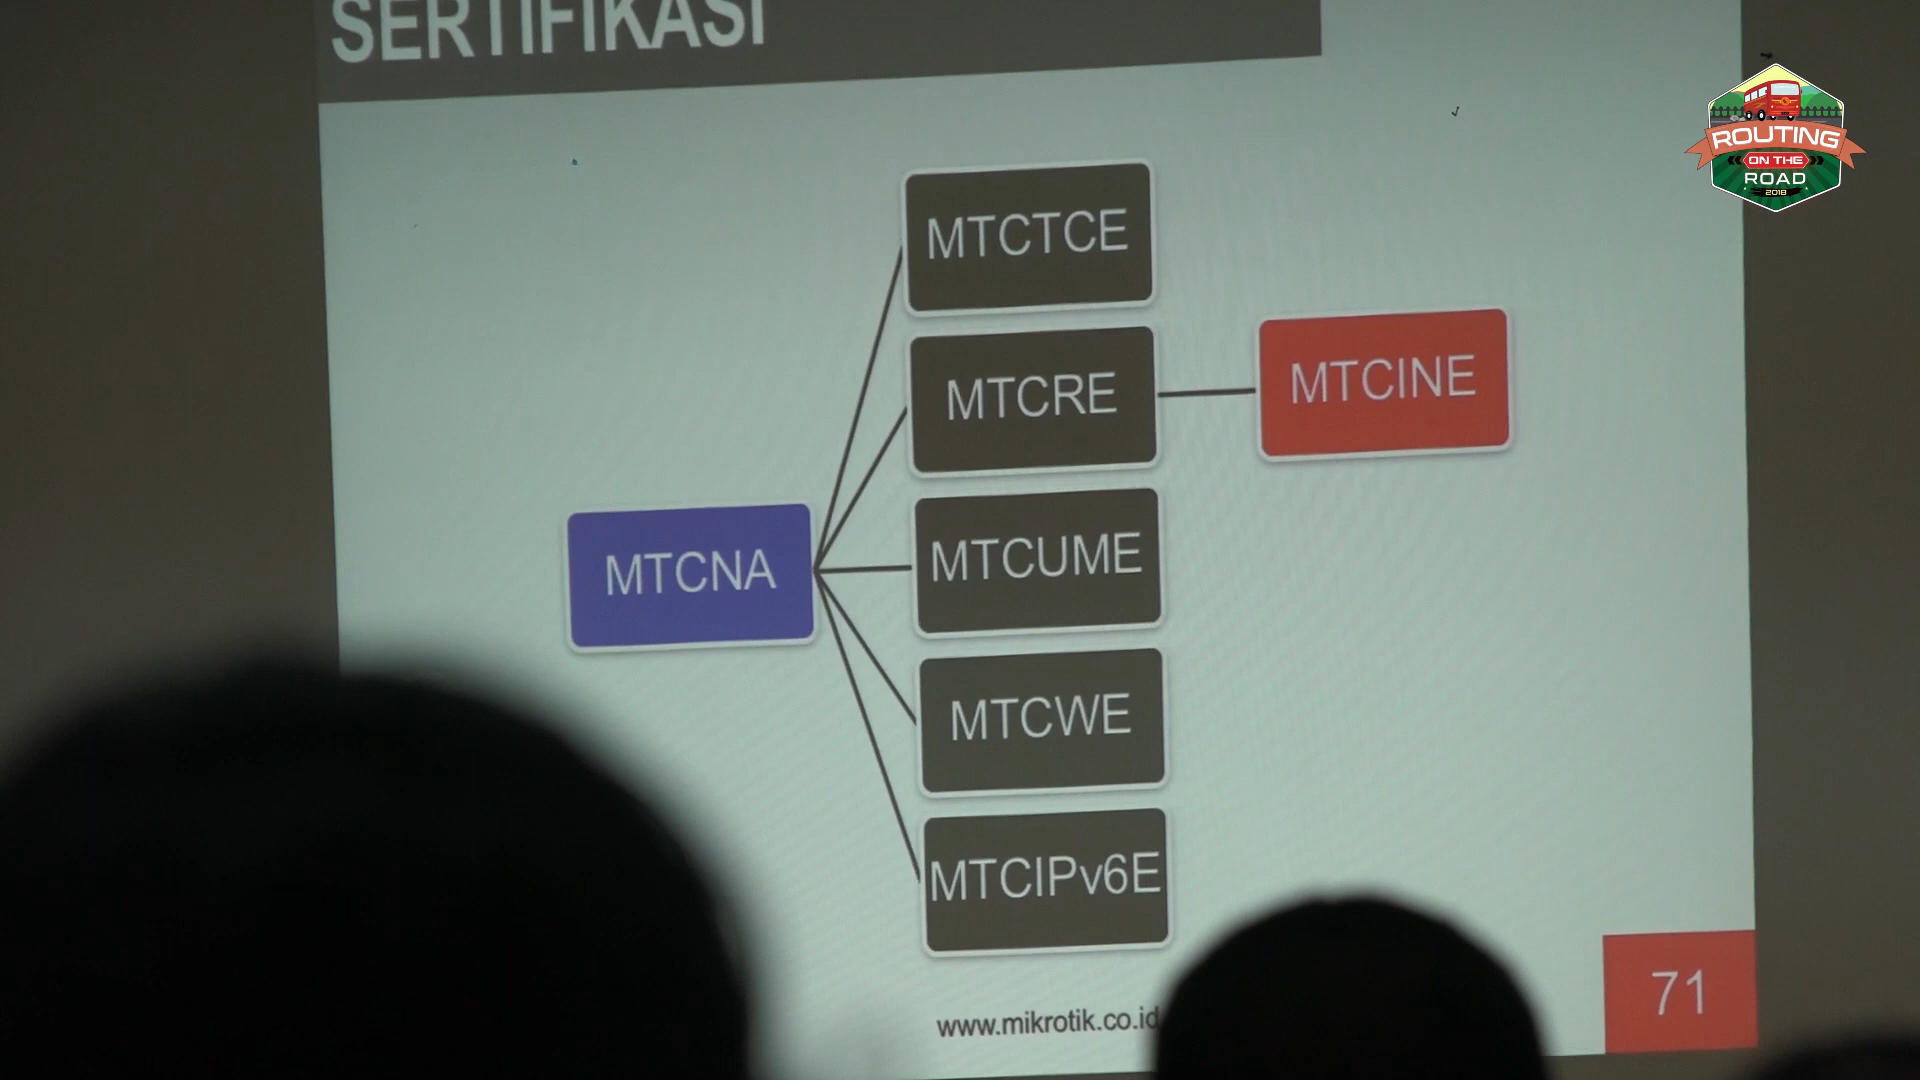 SERTIFIKASI
ROUTING
ON THE
ROAD
2018
MTCTCE
MTCRE
MTCINE
MTCUME
MTCNA
MTCWE
MTCIPv6E
www.mikrotik.co.id
71